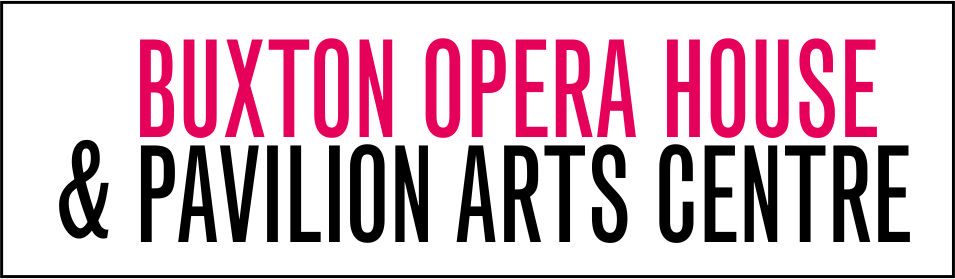 BUXTON OPERA HOUSE
& PAVILION ARTS CENTRE